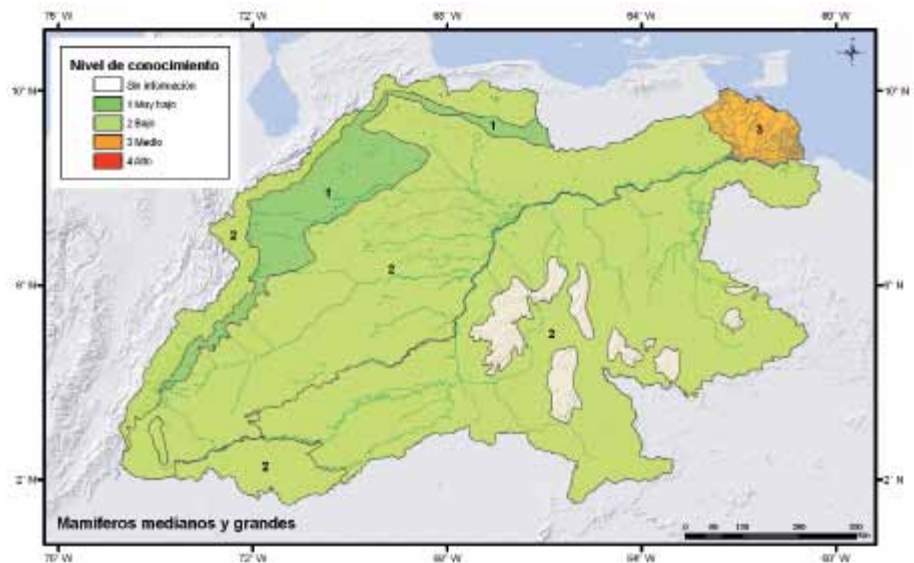 76° W 72° W 68° W 64° W 60° W
Nivel de conocimiento
Sin información
1 Muy bajo
2 Bajo
3 Medio
4 Alto
10° N 10° N
1
3
1
2
2
6° N 6° N
2
2
2° N 2° N
Mamíferos medianos y grandes
0
Km
76° W 72° W 68° W 64° W 60° W